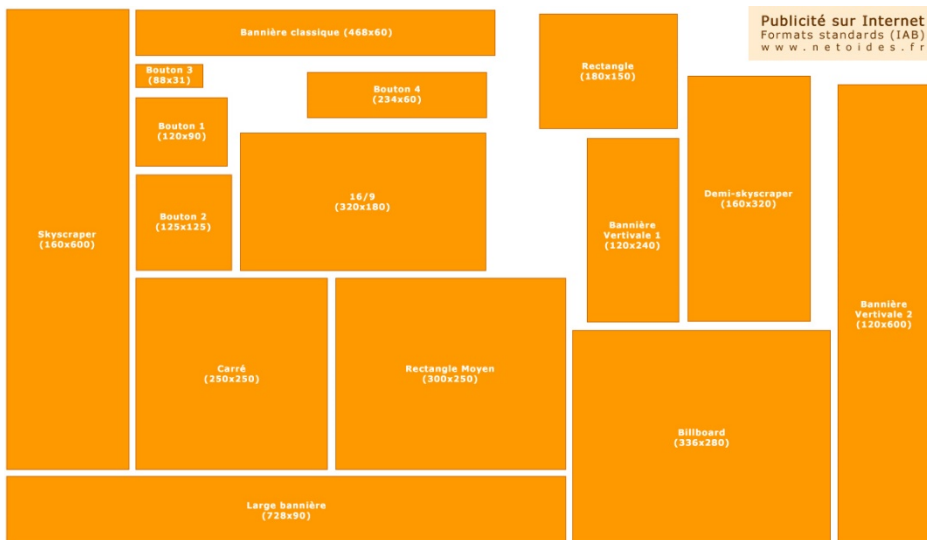 Bannière classique (468x60)
Rectangle
(180x150)
Publicité sur Internet
Formats standards (IAB)
www.netoides.fr
Bouton 3
(88x31)
Bouton 4
(234x60)
Bouton 1
(120x90)
16/9
(320x180)
Demi-skyscraper
(160x320)
Bouton 2
(125x125)
Bannière
Vertivale 1
(120x240)
Skyscraper
(160x600)
Bannière
Vertivale 2
(120x600)
Carré
(250x250)
Rectangle Moyen
(300x250)
Billboard
(336x280)
Large bannière
(728x90)